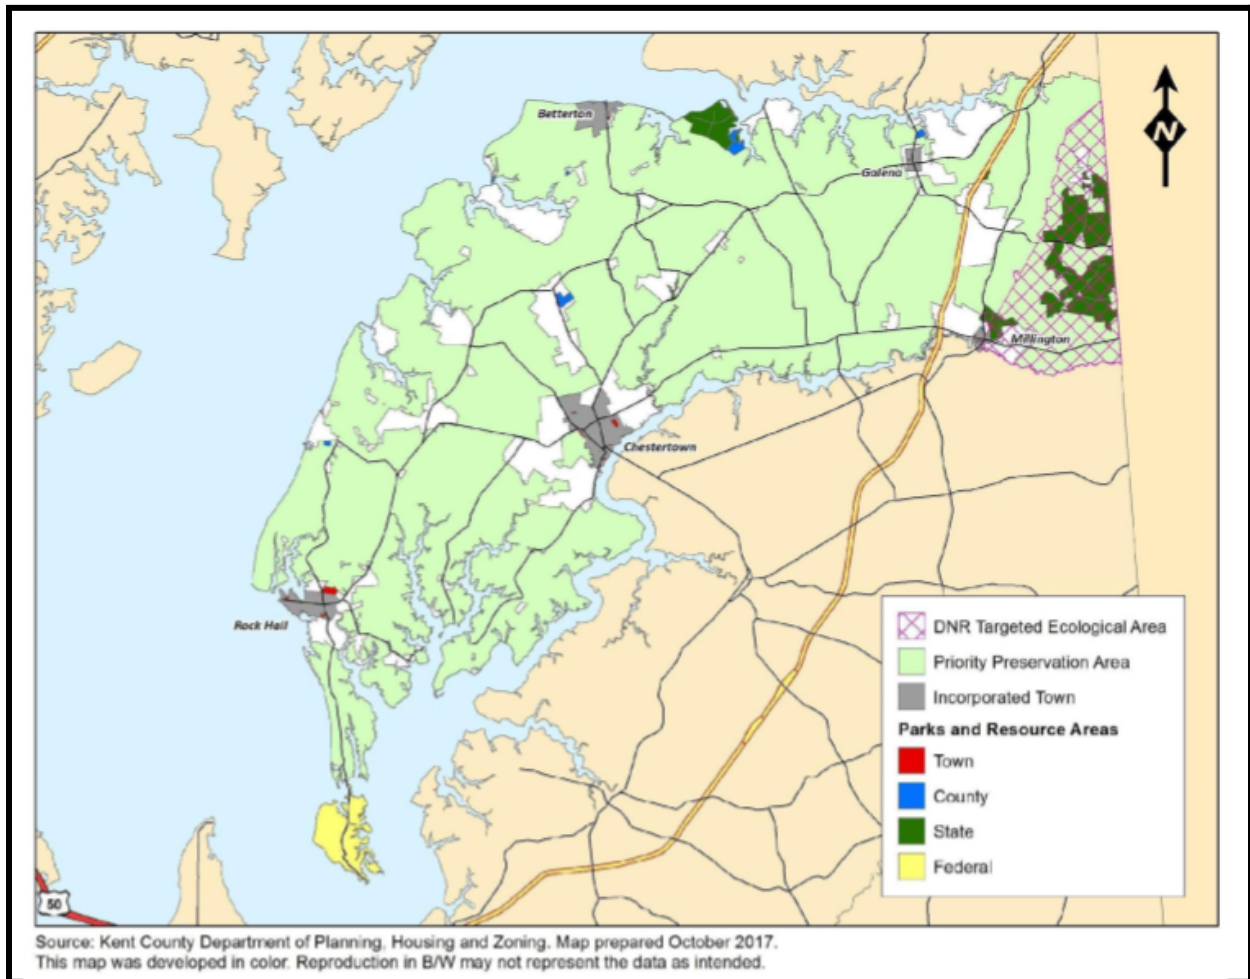 Betterton
N
Galena
Millington
Chestertown
Rock Hall
DNR Targeted Ecological Area
Priority Preservation Area
Incorporated Town
Parks and Resource Areas
Town
County
State
Federal
50
Source: Kent County Department of Planning, Housing and Zoning. Map prepared October 2017.
This map was developed in color. Reproduction in B/W may not represent the data as intended.